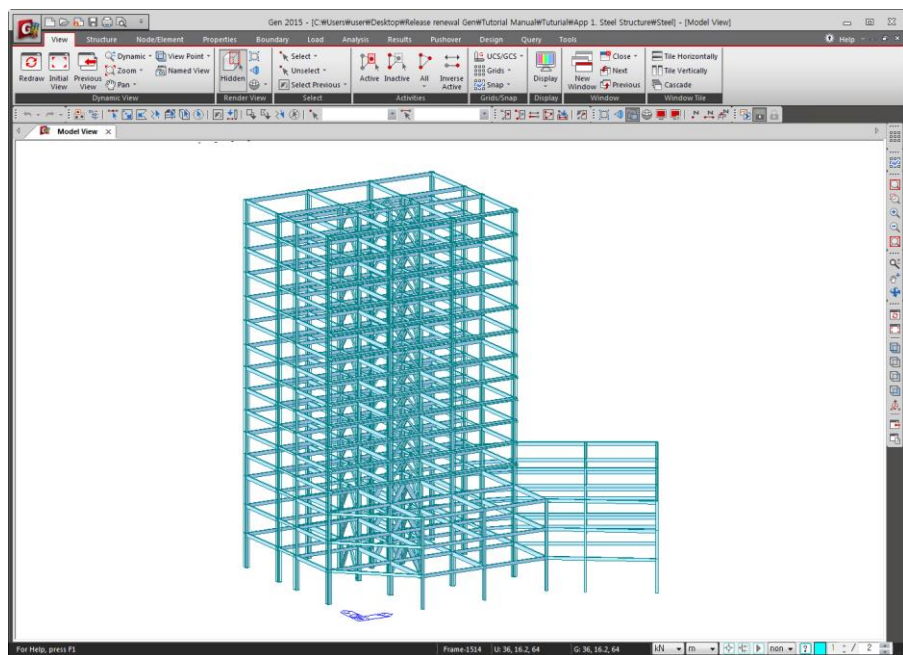 Gen 2015 - [C:₩Users₩user₩Desktop₩Release renewal Gen₩Tutorial Manual₩Tuturial₩App 1. Steel Structure₩Steel] - [Model View]
View Structure Node/Element Properties Boundary Load Analysis Results Pushover Design Query Tools Help
Redraw Initial View Previous View Dynamic Zoom Pan View Point Named View
Dynamic View
Hidden
Render View
Select Unselect Select Previous
Select
Active Inactive All Inverse Active
Activities
UCS/GCS Grids Snap
Grids/Snap
Display
Display
New Window Close Next Previous
Window
Tile Horizontally Tile Vertically Cascade
Window Tile
Model View
For Help, press F1
Frame-1514 U: 36, 16.2, 64 G: 36, 16.2, 64 kN m non ? 1 / 2